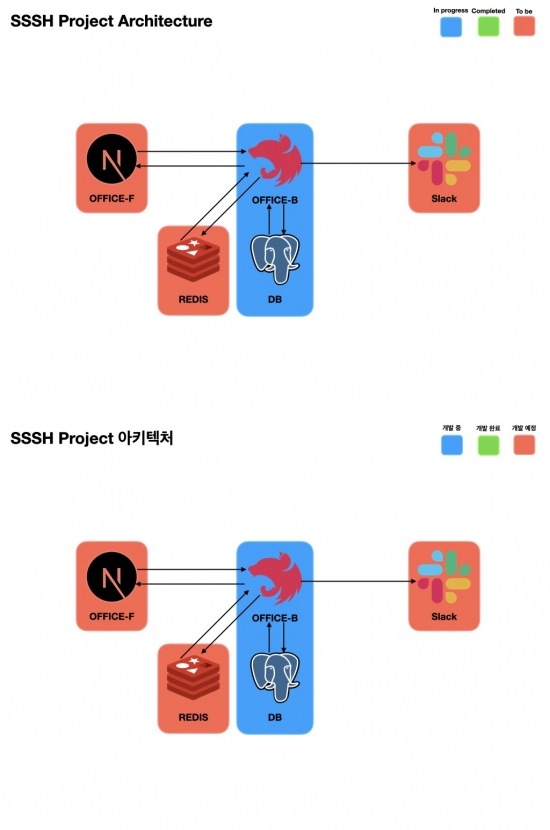 SSSH Project Architecture
In progress Completed To be
OFFICE-F
OFFICE-B
Slack
REDIS
DB
SSSH Project 아키텍처
개발 중 개발 완료 개발 예정
OFFICE-F
OFFICE-B
Slack
REDIS
DB